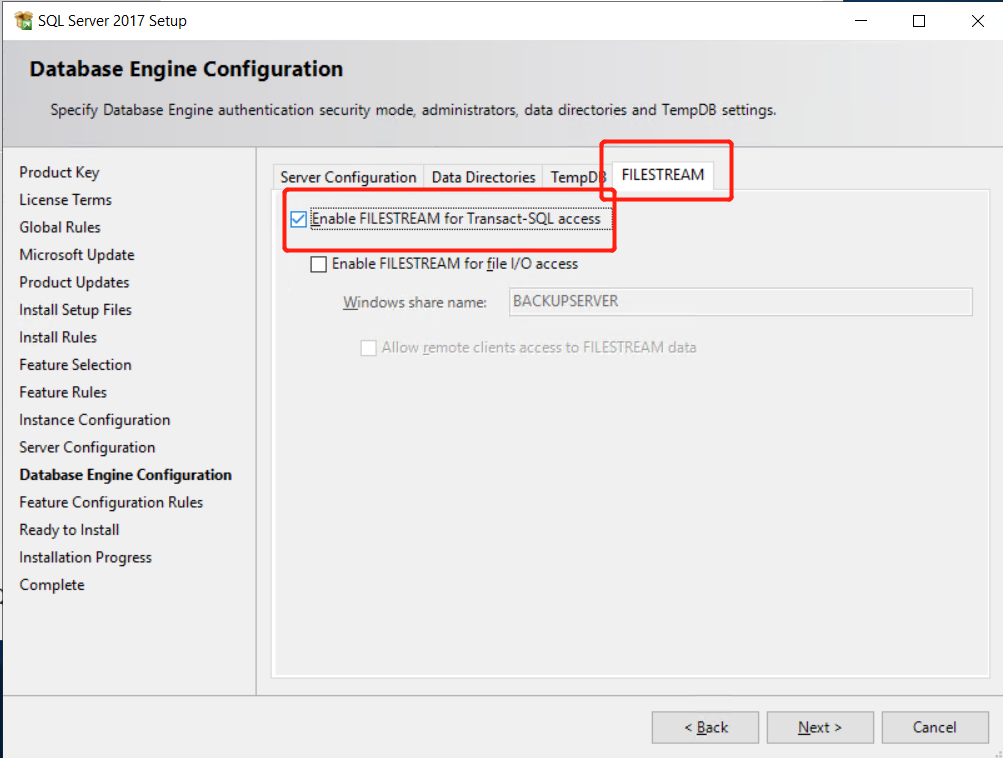 SQL Server 2017 Setup
Database Engine Configuration
Specify Database Engine authentication security mode, administrators, data directories and TempDB settings.
Product Key
License Terms
Global Rules
Microsoft Update
Product Updates
Install Setup Files
Install Rules
Feature Selection
Feature Rules
Instance Configuration
Server Configuration
Database Engine Configuration
Feature Configuration Rules
Ready to Install
Installation Progress
Complete
Server Configuration Data Directories TempDB FILESTREAM
Enable FILESTREAM for Transact-SQL access
Enable FILESTREAM for file I/O access
Windows share name: BACKUPSERVER
Allow remote clients access to FILESTREAM data
< Back Next > Cancel